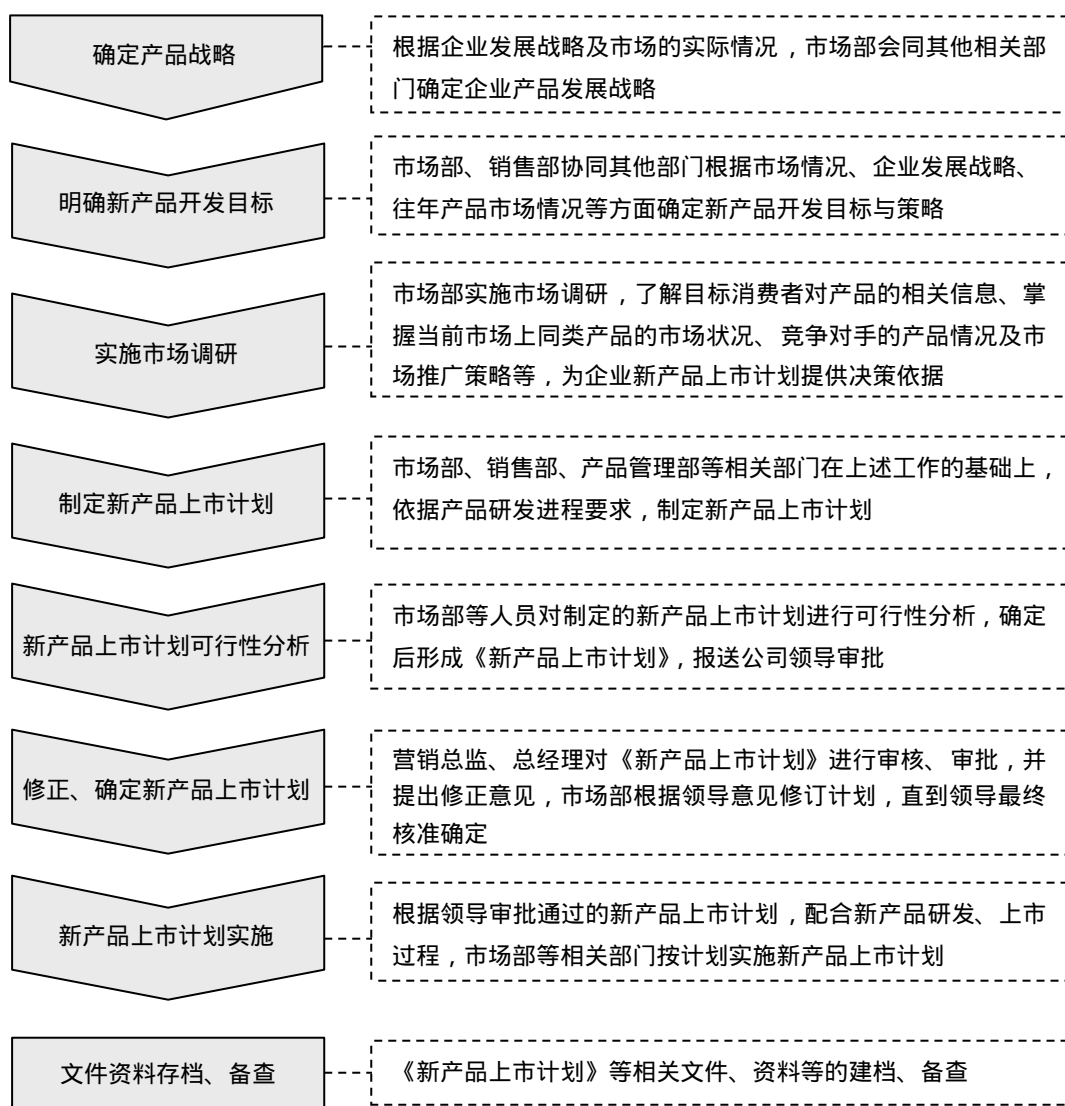 确定产品战略
根据企业发展战略及市场的实际情况，市场部会同其他相关部
门确定企业产品发展战略
明确新产品开发目标
市场部、销售部协同其他部门根据市场情况、企业发展战略、
往年产品市场情况等方面确定新产品开发目标与策略
实施市场调研
市场部实施市场调研，了解目标消费者对产品的相关信息、掌
握当前市场上同类产品的市场状况、竞争对手的产品情况及市
场推广策略等，为企业新产品上市计划提供决策依据
制定新产品上市计划
市场部、销售部、产品管理部等相关部门在上述工作的基础上，
依据产品研发进程要求，制定新产品上市计划
新产品上市计划可行性分析
市场部等人员对制定的新产品上市计划进行可行性分析，确定
后形成《新产品上市计划》，报送公司领导审批
修正、确定新产品上市计划
营销总监、总经理对《新产品上市计划》进行审核、审批，并
提出修正意见，市场部根据领导意见修订计划，直到领导最终
核准确定
新产品上市计划实施
根据领导审批通过的新产品上市计划，配合新产品研发、上市
过程，市场部等相关部门按计划实施新产品上市计划
文件资料存档、备查
《新产品上市计划》等相关文件、资料等的建档、备查